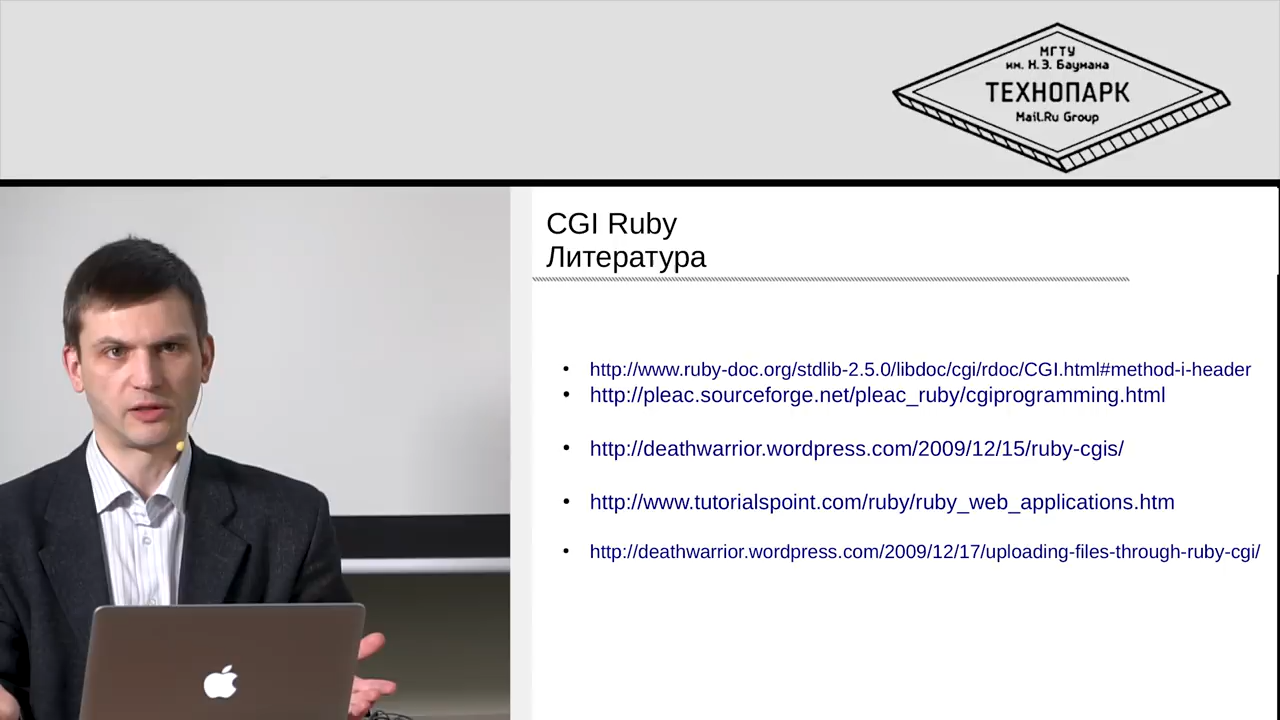 МГТУ
им. Н.Э. Баумана
ТЕХНОПАРК
Mail.Ru Group
CGI Ruby
Литература
• http://www.ruby-doc.org/stdlib-2.5.0/libdoc/cgi/rdoc/CGI.html#method-i-header
• http://pleac.sourceforge.net/pleac_ruby/cgiprogramming.html
• http://deathwarrior.wordpress.com/2009/12/15/ruby-cgis/
• http://www.tutorialspoint.com/ruby/ruby_web_applications.htm
• http://deathwarrior.wordpress.com/2009/12/17/uploading-files-through-ruby-cgi/